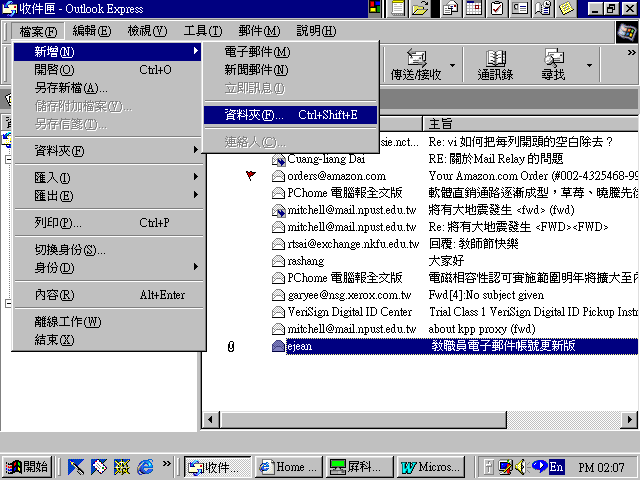 收件匣 - Outlook Express
檔案(F) 編輯(E) 檢視(V) 工具(T) 郵件(M) 說明(H)
新增(N)
開啓(O) Ctrl+O
另存新檔(A)...
儲存附加檔案(V)...
另存信箋(T)...
資料夾(F)
匯入(I)
匯出(E)
列印(P)... Ctrl+P
切換身份(S)...
身份(D)
內容(R) Alt+Enter
離線工作(W)
結束(X)
電子郵件(M)
新聞郵件(N)
立即訊息(I)
資料夾(F)... Ctrl+Shift+E
連絡人(C)...
傳送/接收 通訊錄 尋找
主旨
sie.nct... Re: vi 如何把每列開頭的空白除去？
Cuang-liang Dai RE: 關於Mail Relay 的問題
orders@amazon.com Your Amazon.com Order (#002-4325468-99
PChome 電腦報全文版 軟體直銷通路逐漸成型，草莓、曉騰先後
mitchell@mail.npust.edu.tw 將有大地震發生 <fwd> (fwd)
mitchell@mail.npust.edu.tw Re: 將有大地震發生 <FWD><FWD>
rtsai@exchange.nkfu.edu.tw 回覆: 教師節快樂
rashang 大家好
PChome 電腦報全文版 電磁相容性認可實施範圍明年將擴大至
garyee@nsg.xerox.com.tw Fwd[4]:No subject given
VeriSign Digital ID Center Trial Class 1 VeriSign Digital ID Pickup Instr
mitchell@mail.npust.edu.tw about kpp proxy (fwd)
ejean 教職員電子郵件帳號更新版
開始 收件... Home ... 屏科... Micros... En PM 02:07